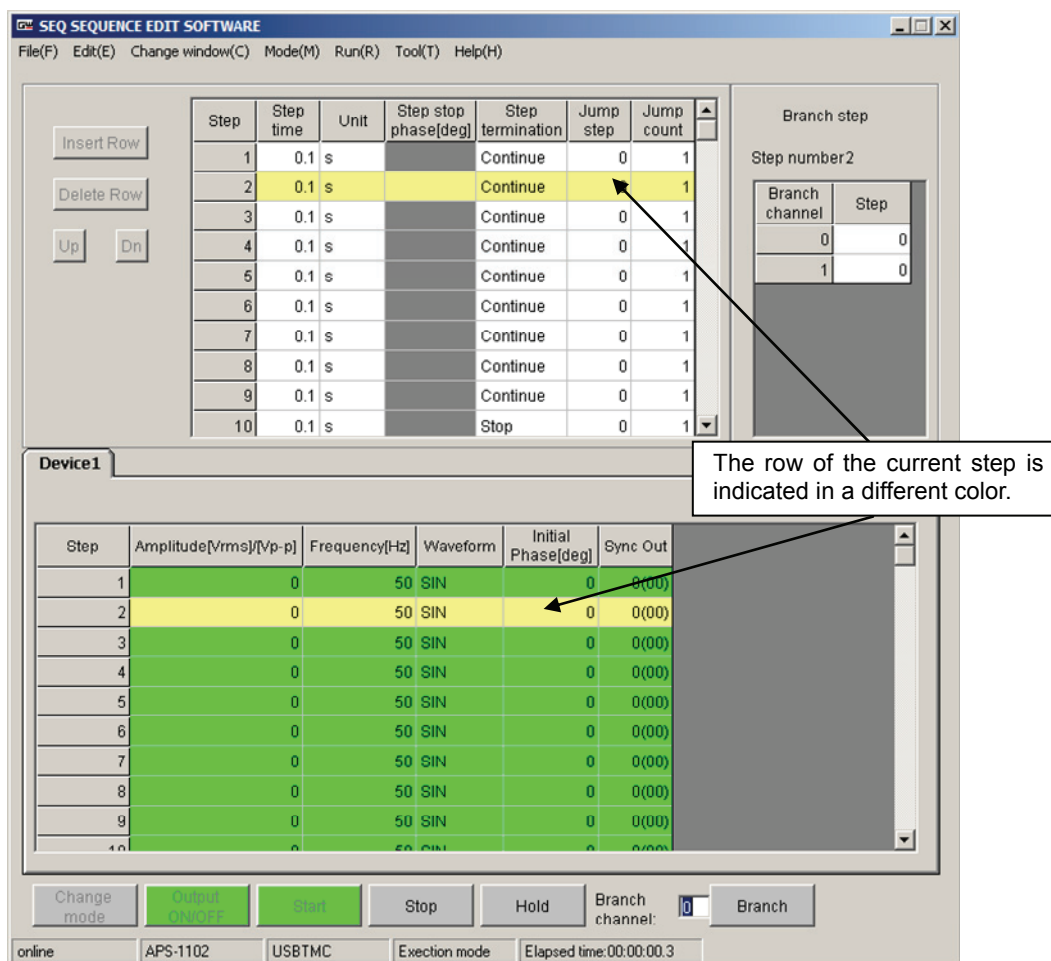 SEQ SEQUENCE EDIT SOFTWARE
File(F) Edit(E) Change window(C) Mode(M) Run(R) Tool(T) Help(H)
Insert Row
Delete Row
Up Dn
Step Step time Unit Step stop phase[deg] Step termination Jump step Jump count
1 0.1 s Continue 0 1
2 0.1 s Continue 1
3 0.1 s Continue 0 1
4 0.1 s Continue 0 1
5 0.1 s Continue 0 1
6 0.1 s Continue 0 1
7 0.1 s Continue 0 1
8 0.1 s Continue 0 1
9 0.1 s Continue 0 1
10 0.1 s Stop 0 1
Branch step
Step number2
Branch channel Step
0 0
1 0
The row of the current step is
indicated in a different color.
Device1
Step Amplitude[Vrms]/[Vp-p] Frequency[Hz] Waveform Initial Phase[deg] Sync Out
1 0 50 SIN 0 0(00)
2 0 50 SIN 0 0(00)
3 0 50 SIN 0 0(00)
4 0 50 SIN 0 0(00)
5 0 50 SIN 0 0(00)
6 0 50 SIN 0 0(00)
7 0 50 SIN 0 0(00)
8 0 50 SIN 0 0(00)
9 0 50 SIN 0 0(00)
Change mode
Output ON/OFF
Start
Stop
Hold
Branch channel: 0
Branch
online APS-1102 USBTMC Exection mode Elapsed time:00:00:00.3